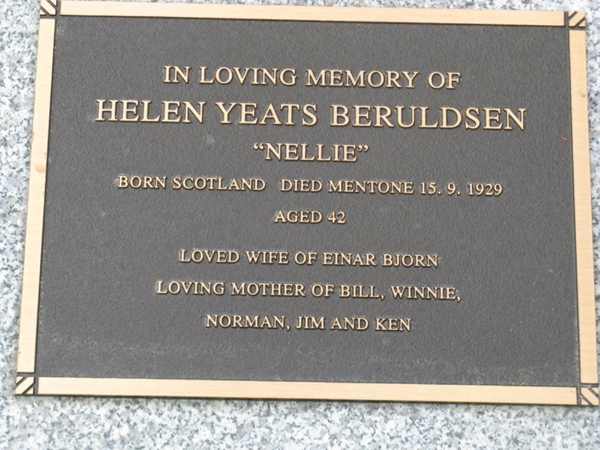 IN LOVING MEMORY OF
HELEN YEATS BERULDSEN
“NELLIE”
BORN SCOTLAND DIED MENTONE 15. 9. 1929
AGED 42
LOVED WIFE OF EINAR BJORN
LOVING MOTHER OF BILL, WINNIE,
NORMAN, JIM AND KEN